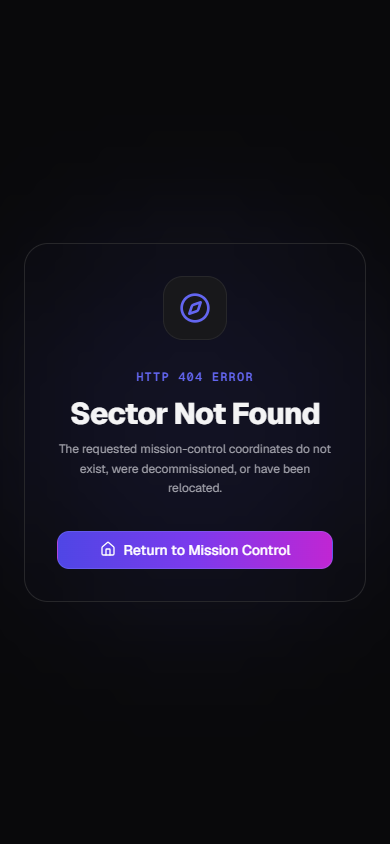 HTTP 404 ERROR
Sector Not Found
The requested mission-control coordinates do not
exist, were decommissioned, or have been
relocated.
Return to Mission Control